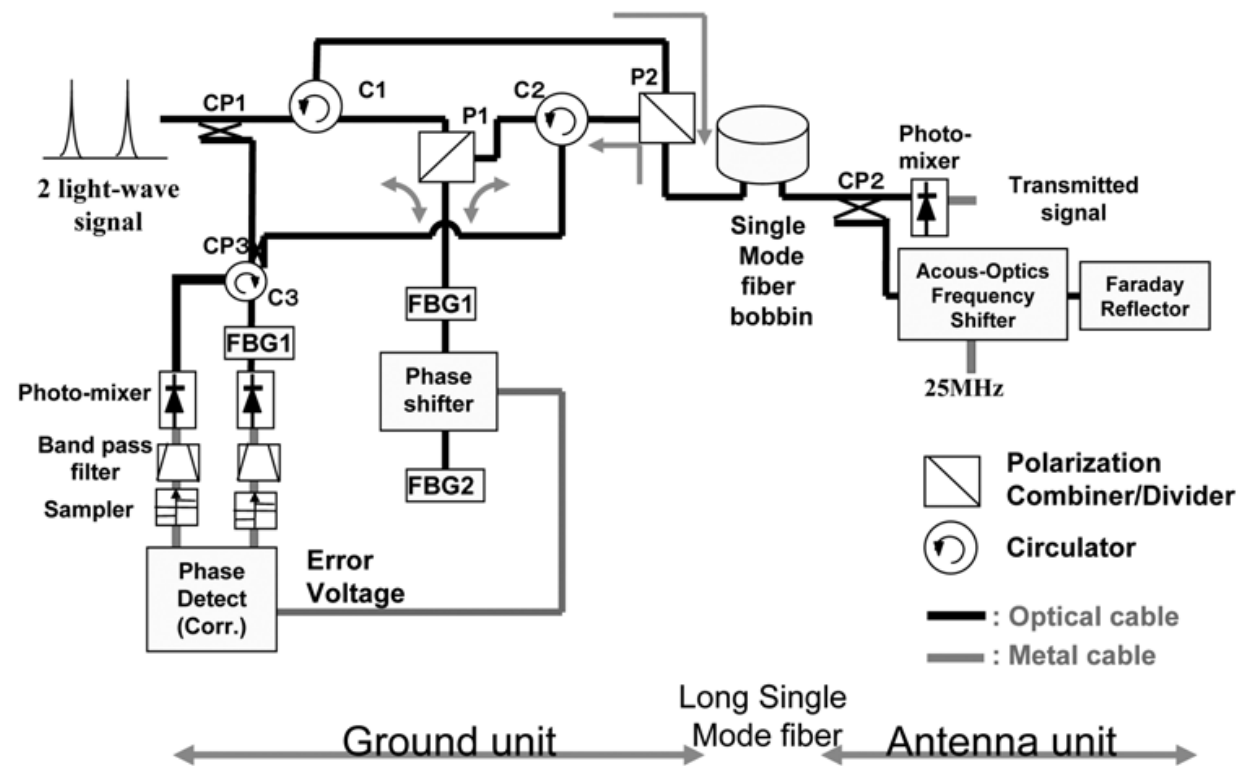 CP1
C1
C2
P2
P1
2 light-wave
signal
Photo-
mixer
CP2
Transmitted
signal
CP3
C3
Single
Mode
fiber
bobbin
Acous-Optics
Frequency
Shifter
Faraday
Reflector
25MHz
FBG1
FBG1
Phase
shifter
FBG2
Photo-mixer
Band pass
filter
Sampler
Phase
Detect
(Corr.)
Error
Voltage
Polarization
Combiner/Divider
Circulator
: Optical cable
: Metal cable
Ground unit
Long Single
Mode fiber
Antenna unit